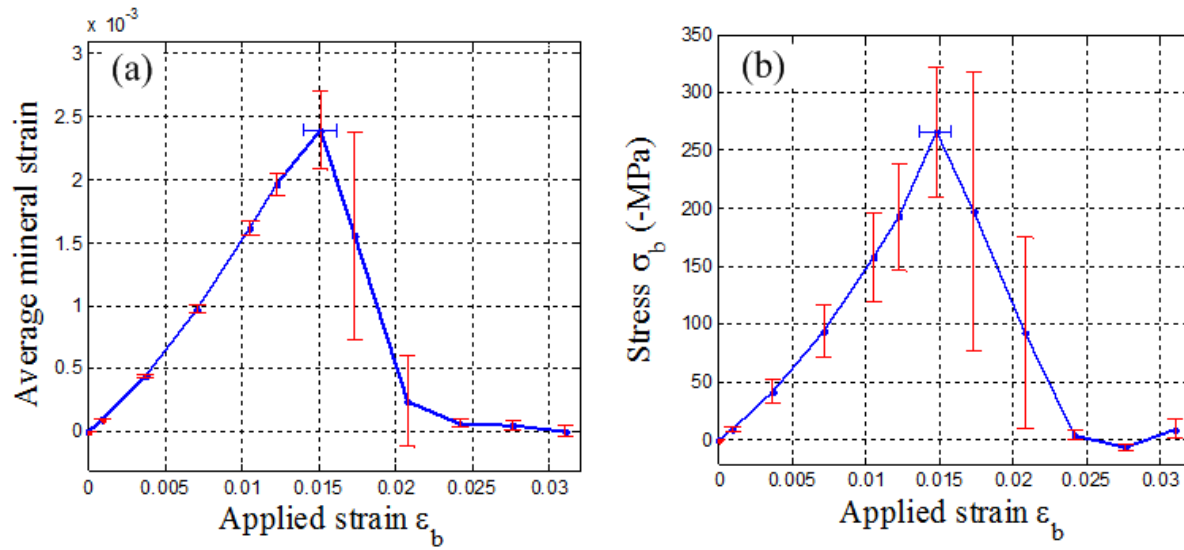 x 10⁻³
(a)
3
2.5
2
1.5
1
0.5
0
Average mineral strain
0 0.005 0.01 0.015 0.02 0.025 0.03
Applied strain ε_b
(b)
350
300
250
200
150
100
50
0
Stress σ_b (-MPa)
0 0.005 0.01 0.015 0.02 0.025 0.03
Applied strain ε_b